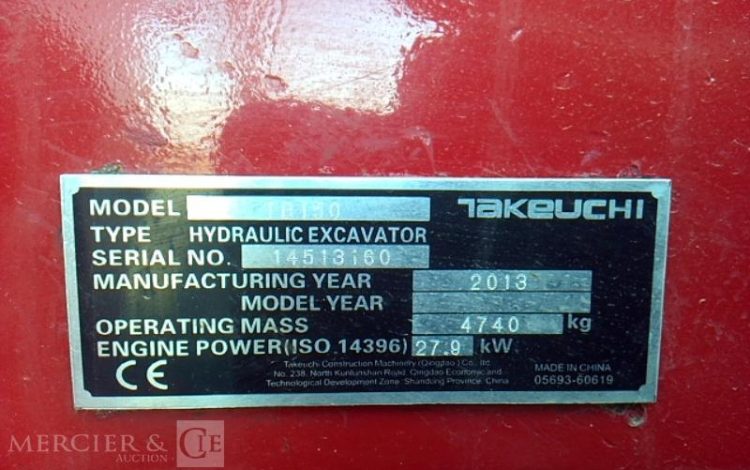 MODEL TB150 TAKEUCHI
TYPE HYDRAULIC EXCAVATOR
SERIAL NO. 14513160
MANUFACTURING YEAR 2013
MODEL YEAR
OPERATING MASS 4740 kg
ENGINE POWER(ISO 14396) 27.9 kW
Takeuchi Construction Machinery (Qingdao) Co., ltd.
No. 238, North Kunlunshan Road, Qingdao Economic and
Technological Development Zone, Shandong Province, China
MADE IN CHINA
05693-60619
CE
MERCIER & CIE
AUCTION